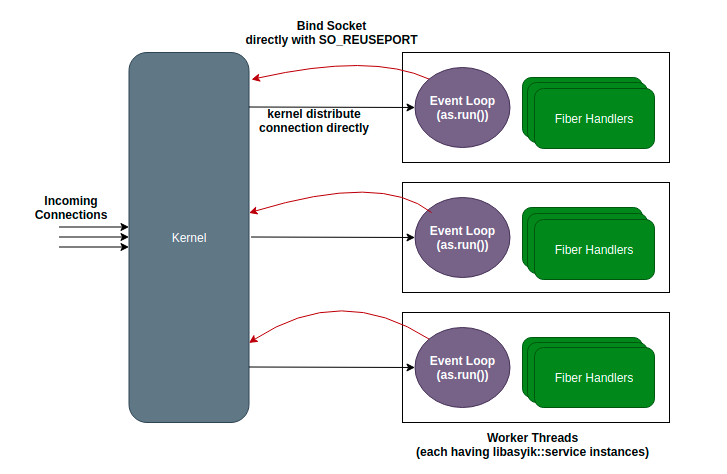 Bind Socket
directly with SO_REUSEPORT
Event Loop
(as.run())
Fiber Handlers
kernel distribute
connection directly
Incoming
Connections
Kernel
Event Loop
(as.run())
Fiber Handlers
Event Loop
(as.run())
Fiber Handlers
Worker Threads
(each having libasyik::service instances)